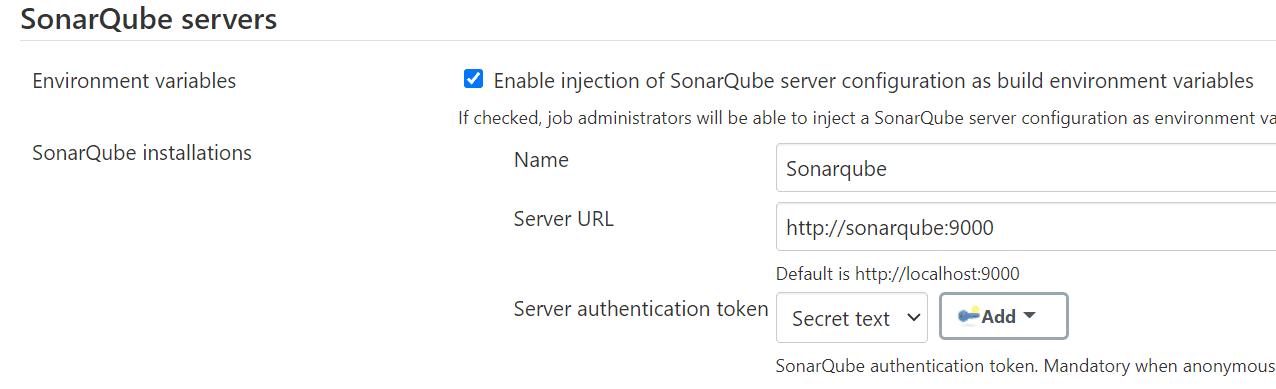 SonarQube servers
Environment variables
Enable injection of SonarQube server configuration as build environment variables
If checked, job administrators will be able to inject a SonarQube server configuration as environment va
SonarQube installations
Name
Sonarqube
Server URL
http://sonarqube:9000
Default is http://localhost:9000
Server authentication token
Secret text
Add
SonarQube authentication token. Mandatory when anonymous